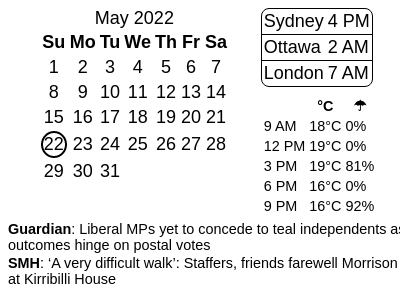 May 2022
Su Mo Tu We Th Fr Sa
1 2 3 4 5 6 7
8 9 10 11 12 13 14
15 16 17 18 19 20 21
22 23 24 25 26 27 28
29 30 31
Sydney 4 PM
Ottawa 2 AM
London 7 AM
°C ☂
9 AM 18°C 0%
12 PM 19°C 0%
3 PM 19°C 81%
6 PM 16°C 0%
9 PM 16°C 92%
Guardian: Liberal MPs yet to concede to teal independents as
outcomes hinge on postal votes
SMH: ‘A very difficult walk’: Staffers, friends farewell Morrison
at Kirribilli House